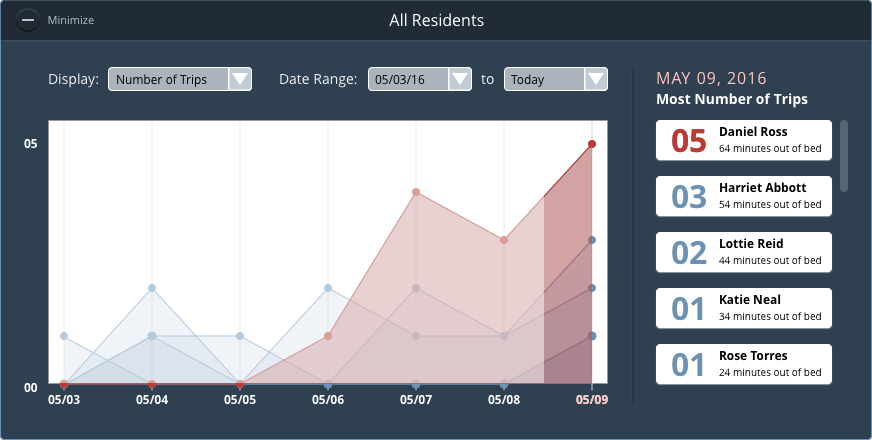 Minimize
All Residents
Display: Number of Trips Date Range: 05/03/16 to Today
05
00
05/03 05/04 05/05 05/06 05/07 05/08 05/09
MAY 09, 2016
Most Number of Trips
05 Daniel Ross
64 minutes out of bed
03 Harriet Abbott
54 minutes out of bed
02 Lottie Reid
44 minutes out of bed
01 Katie Neal
34 minutes out of bed
01 Rose Torres
24 minutes out of bed